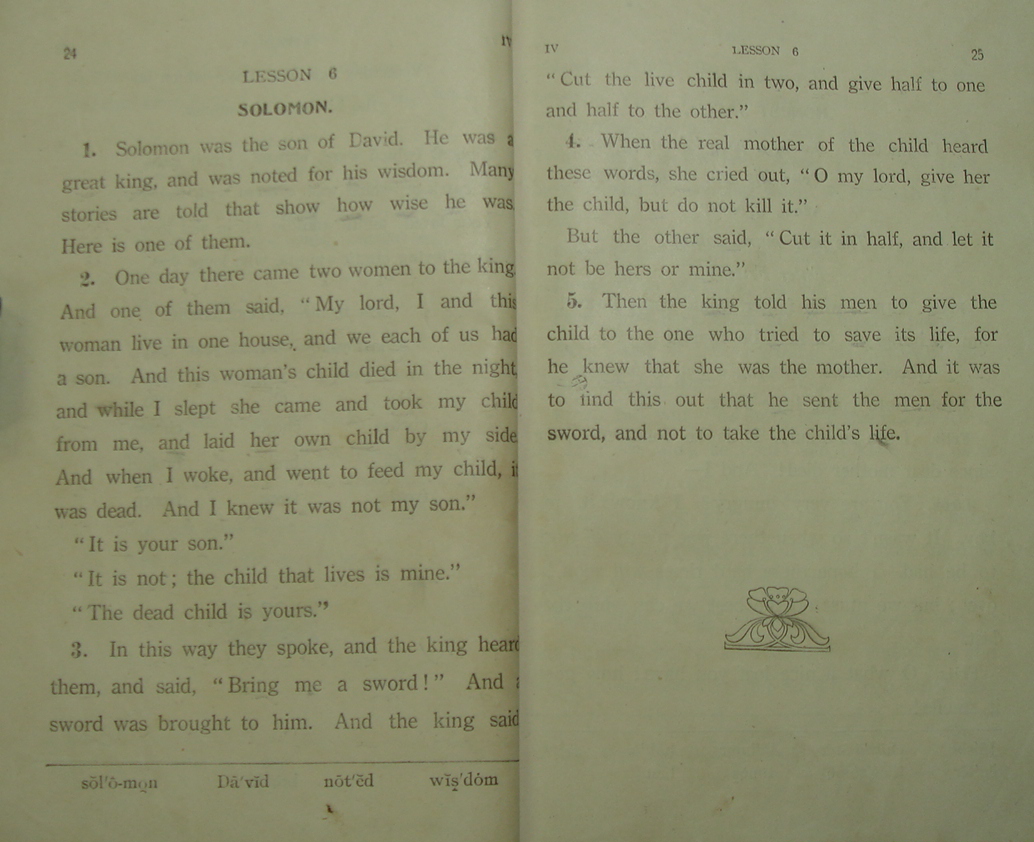 24
IV
LESSON 6
SOLOMON.
1. Solomon was the son of David. He was a
great king, and was noted for his wisdom. Many
stories are told that show how wise he was.
Here is one of them.
2. One day there came two women to the king.
And one of them said, “My lord, I and this
woman live in one house, and we each of us had
a son. And this woman's child died in the night,
and while I slept she came and took my child
from me, and laid her own child by my side.
And when I woke, and went to feed my child, it
was dead. And I knew it was not my son.”
“It is your son.”
“It is not; the child that lives is mine.”
“The dead child is yours.”
3. In this way they spoke, and the king heard
them, and said, “Bring me a sword!” And a
sword was brought to him. And the king said
sŏl'ŏ-mon Dā'vĭd nōt'ĕd wĭs'dóm
IV LESSON 6 25
“Cut the live child in two, and give half to one
and half to the other.”
4. When the real mother of the child heard
these words, she cried out, “O my lord, give her
the child, but do not kill it.”
But the other said, “Cut it in half, and let it
not be hers or mine.”
5. Then the king told his men to give the
child to the one who tried to save its life, for
he knew that she was the mother. And it was
to find this out that he sent the men for the
sword, and not to take the child's life.